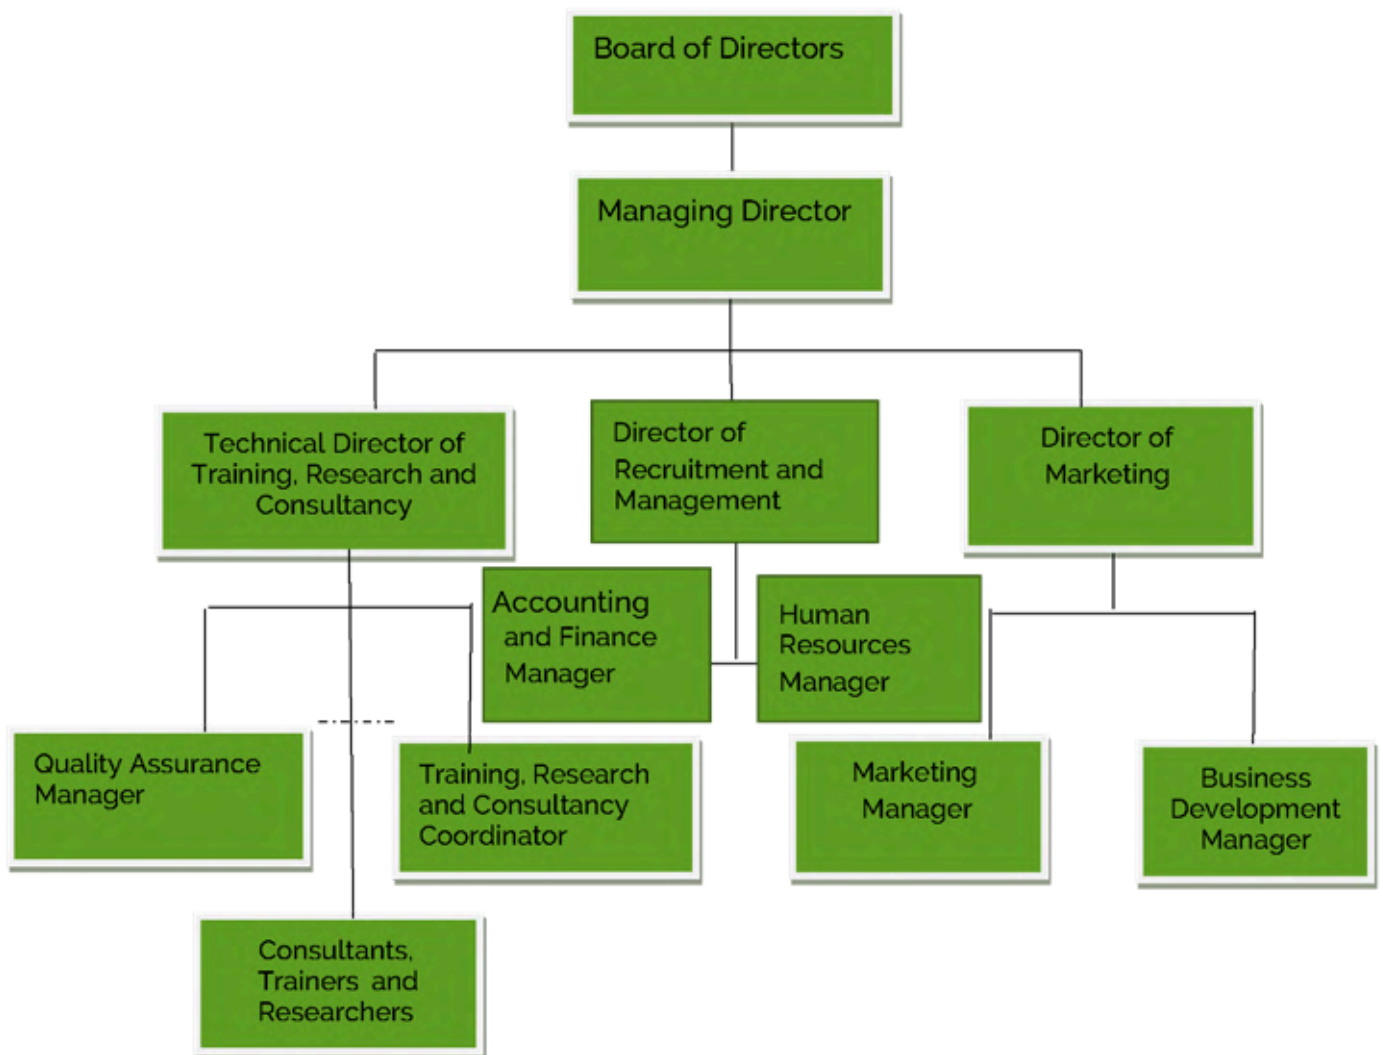 Board of Directors
Managing Director
Technical Director of
Training, Research and
Consultancy
Director of
Recruitment and
Management
Director of
Marketing
Accounting
and Finance
Manager
Human
Resources
Manager
Quality Assurance
Manager
Training, Research
and Consultancy
Coordinator
Marketing
Manager
Business
Development
Manager
Consultants,
Trainers and
Researchers